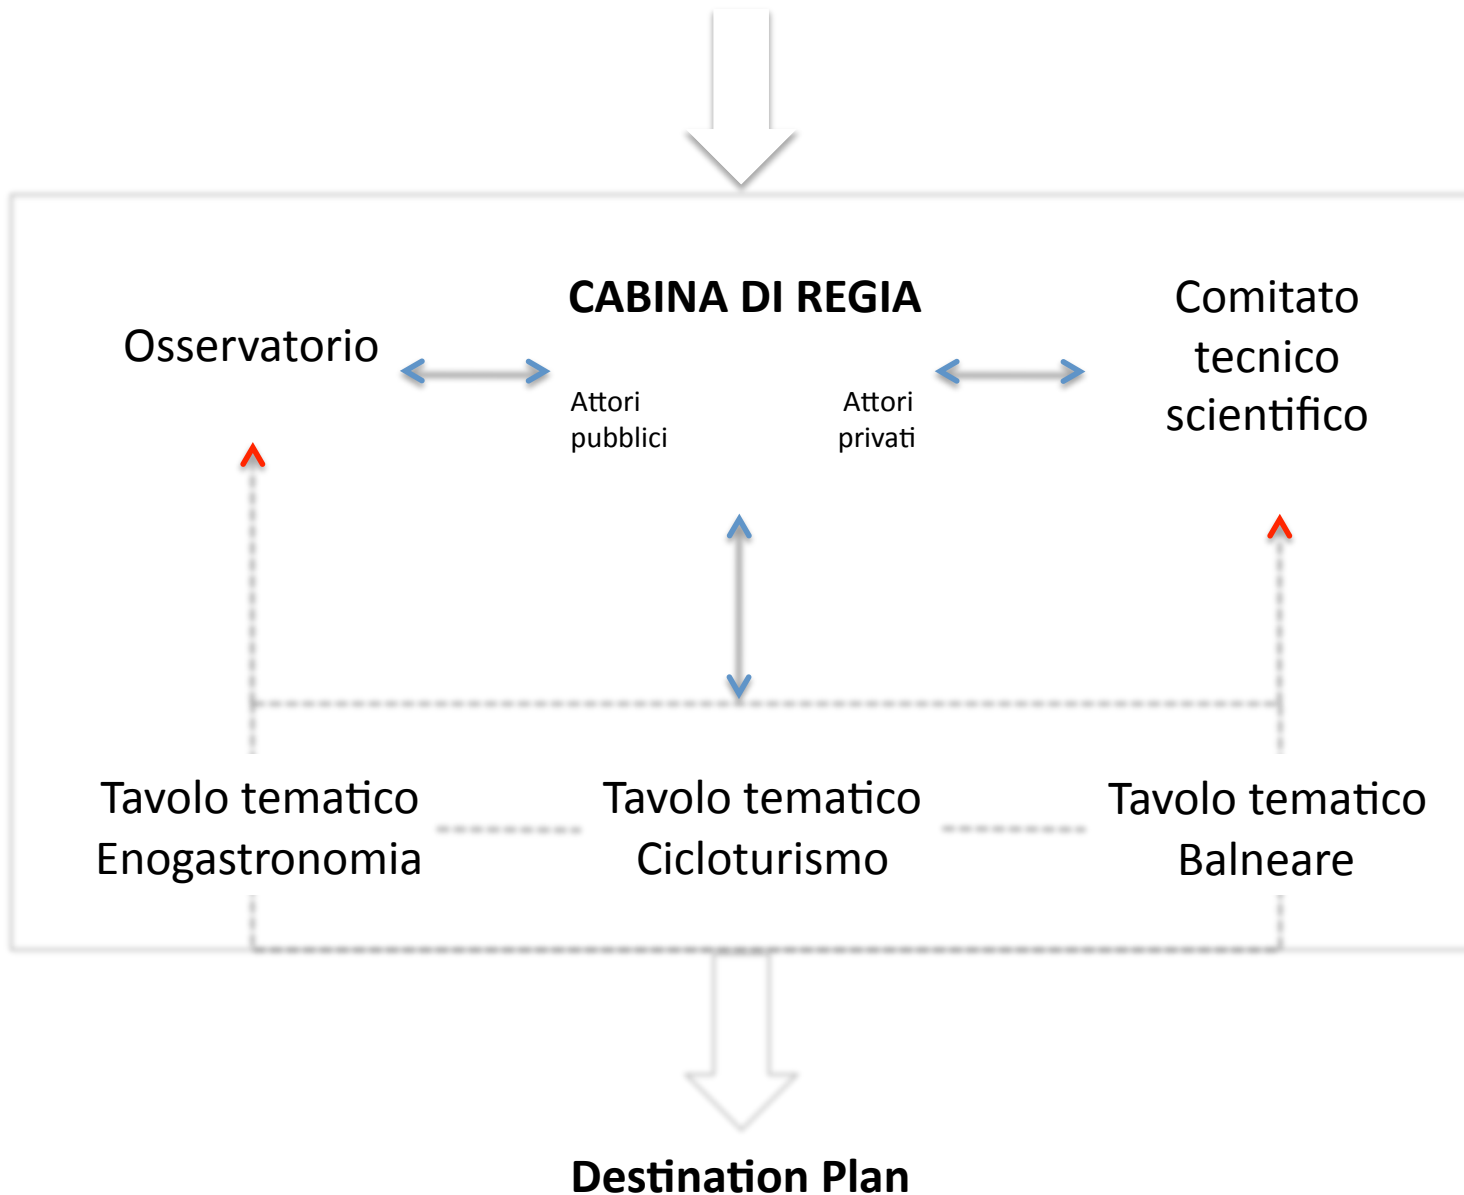 CABINA DI REGIA
Osservatorio
Attori
pubblici
Attori
privati
Comitato
tecnico
scientifico
Tavolo tematico
Enogastronomia
Tavolo tematico
Cicloturismo
Tavolo tematico
Balneare
Destination Plan